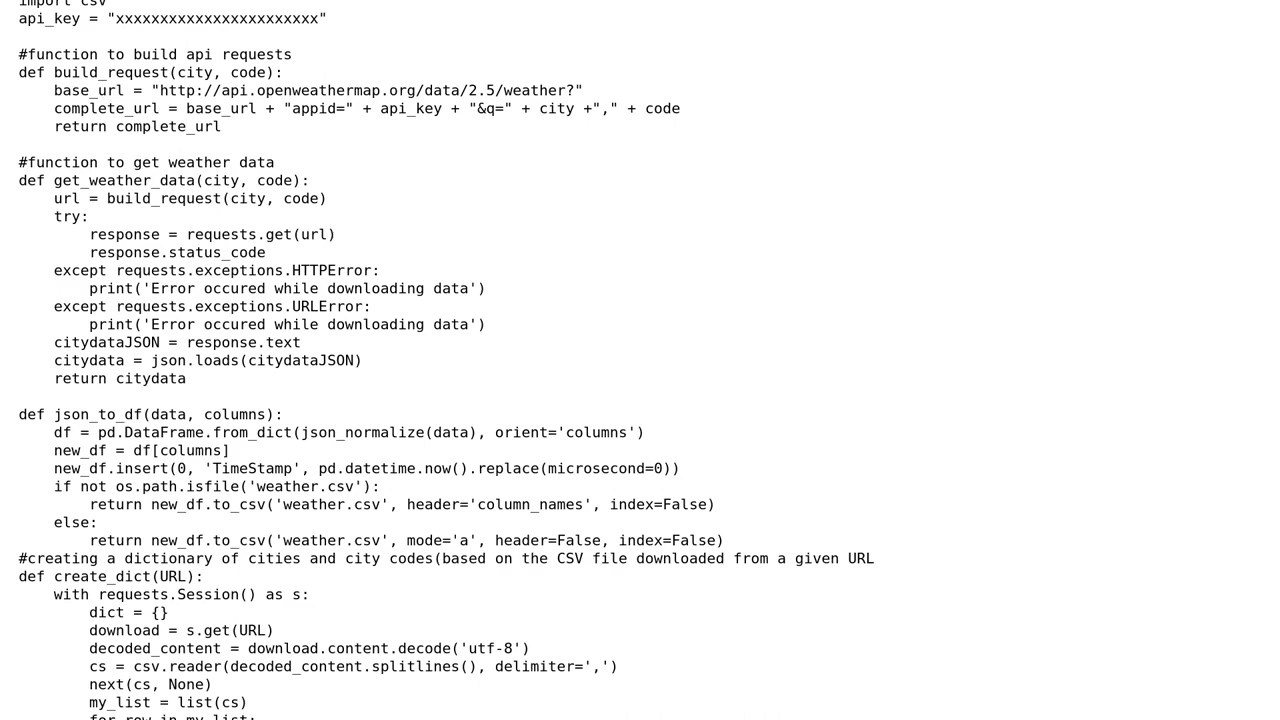 import csv
api_key = "xxxxxxxxxxxxxxxxxxxxxxx"
#function to build api requests
def build_request(city, code):
    base_url = "http://api.openweathermap.org/data/2.5/weather?"
    complete_url = base_url + "appid=" + api_key + "&q=" + city +"," + code
    return complete_url
#function to get weather data
def get_weather_data(city, code):
    url = build_request(city, code)
    try:
        response = requests.get(url)
        response.status_code
    except requests.exceptions.HTTPError:
        print('Error occured while downloading data')
    except requests.exceptions.URLError:
        print('Error occured while downloading data')
    citydataJSON = response.text
    citydata = json.loads(citydataJSON)
    return citydata
def json_to_df(data, columns):
    df = pd.DataFrame.from_dict(json_normalize(data), orient='columns')
    new_df = df[columns]
    new_df.insert(0, 'TimeStamp', pd.datetime.now().replace(microsecond=0))
    if not os.path.isfile('weather.csv'):
        return new_df.to_csv('weather.csv', header='column_names', index=False)
    else:
        return new_df.to_csv('weather.csv', mode='a', header=False, index=False)
#creating a dictionary of cities and city codes(based on the CSV file downloaded from a given URL
def create_dict(URL):
    with requests.Session() as s:
        dict = {}
        download = s.get(URL)
        decoded_content = download.content.decode('utf-8')
        cs = csv.reader(decoded_content.splitlines(), delimiter=',')
        next(cs, None)
        my_list = list(cs)
        for row in my_list: